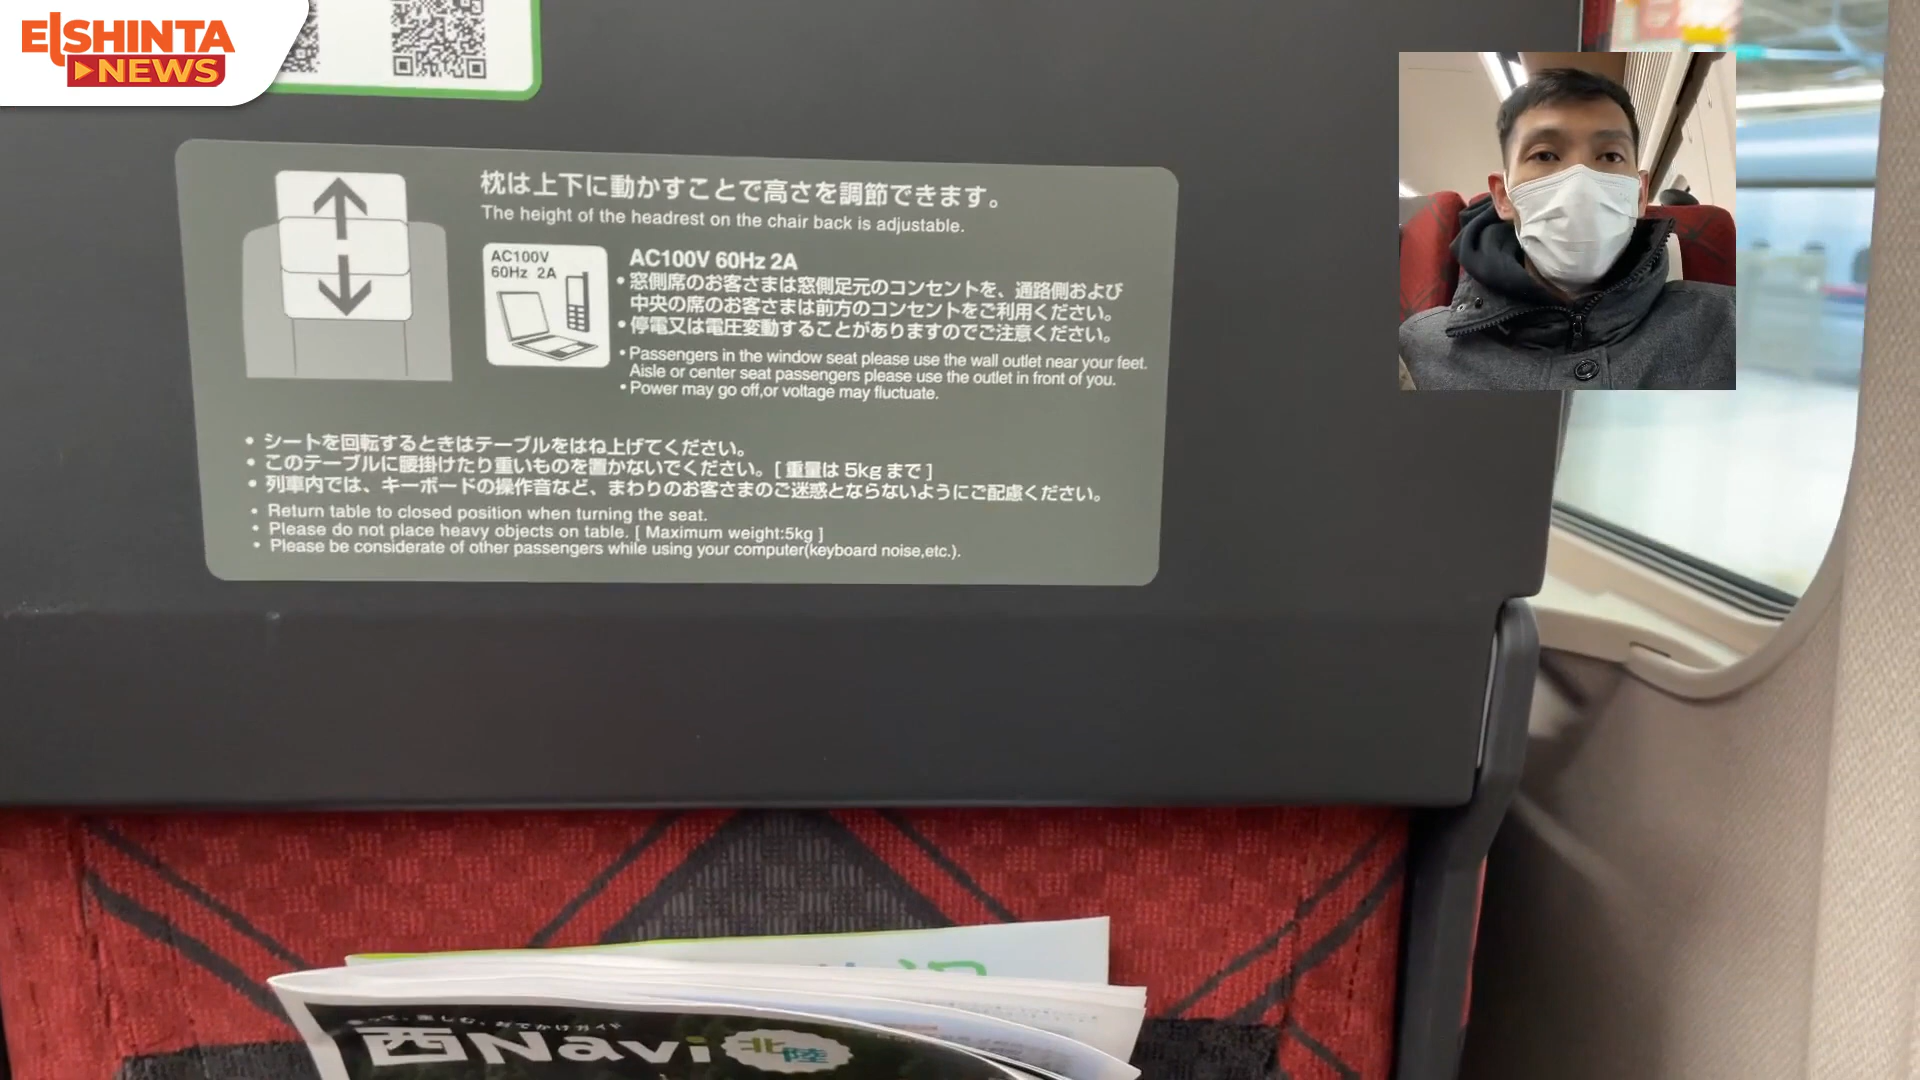 ElSHINTA
NEWS
枕は上下に動かすことで高さを調節できます。
The height of the headrest on the chair back is adjustable.
AC100V
60Hz 2A
AC100V 60Hz 2A
•窓側席のお客さまは窓側足元のコンセントを、通路側および
中央の席のお客さまは前方のコンセントをご利用ください。
•停電又は電圧変動することがありますのでご注意ください。
•Passengers in the window seat please use the wall outlet near your feet.
Aisle or center seat passengers please use the outlet in front of you.
•Power may go off,or voltage may fluctuate.
• シートを回転するときはテーブルをはね上げてください。
• このテーブルに腰掛けたり重いものを置かないでください。[ 重量は 5kg まで ]
• 列車内では、キーボードの操作音など、まわりのお客さまのご迷惑とならないようにご配慮ください。
• Return table to closed position when turning the seat.
• Please do not place heavy objects on table. [ Maximum weight:5kg ]
• Please be considerate of other passengers while using your computer(keyboard noise,etc.).
西Navi 北陸